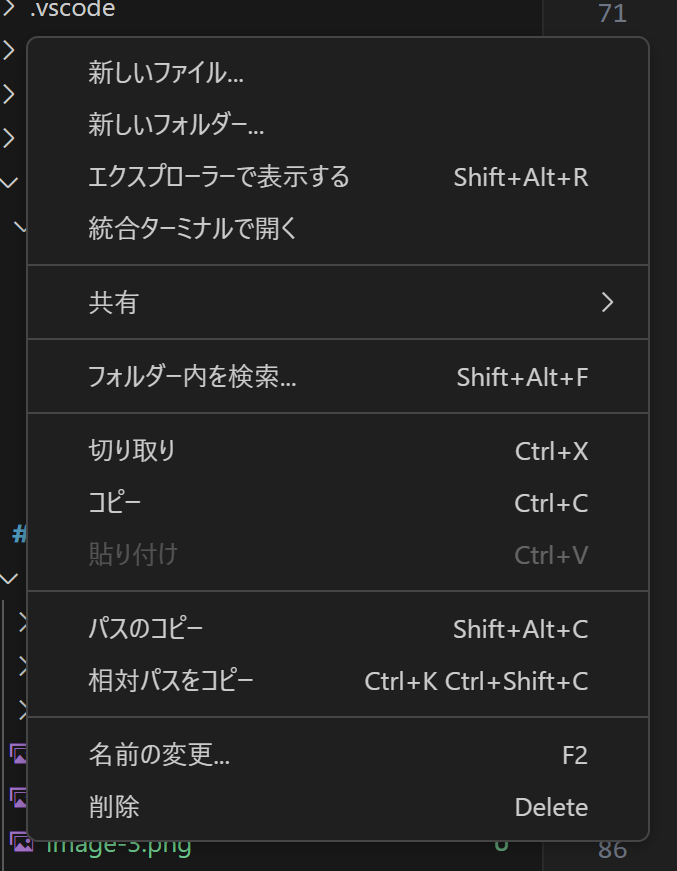 .vscode
71
新しいファイル...
新しいフォルダー...
エクスプローラーで表示する Shift+Alt+R
統合ターミナルで開く
共有
フォルダー内を検索... Shift+Alt+F
切り取り Ctrl+X
コピー Ctrl+C
貼り付け Ctrl+V
#
パスのコピー Shift+Alt+C
相対パスをコピー Ctrl+K Ctrl+Shift+C
名前の変更... F2
削除 Delete
image-3.png U
86